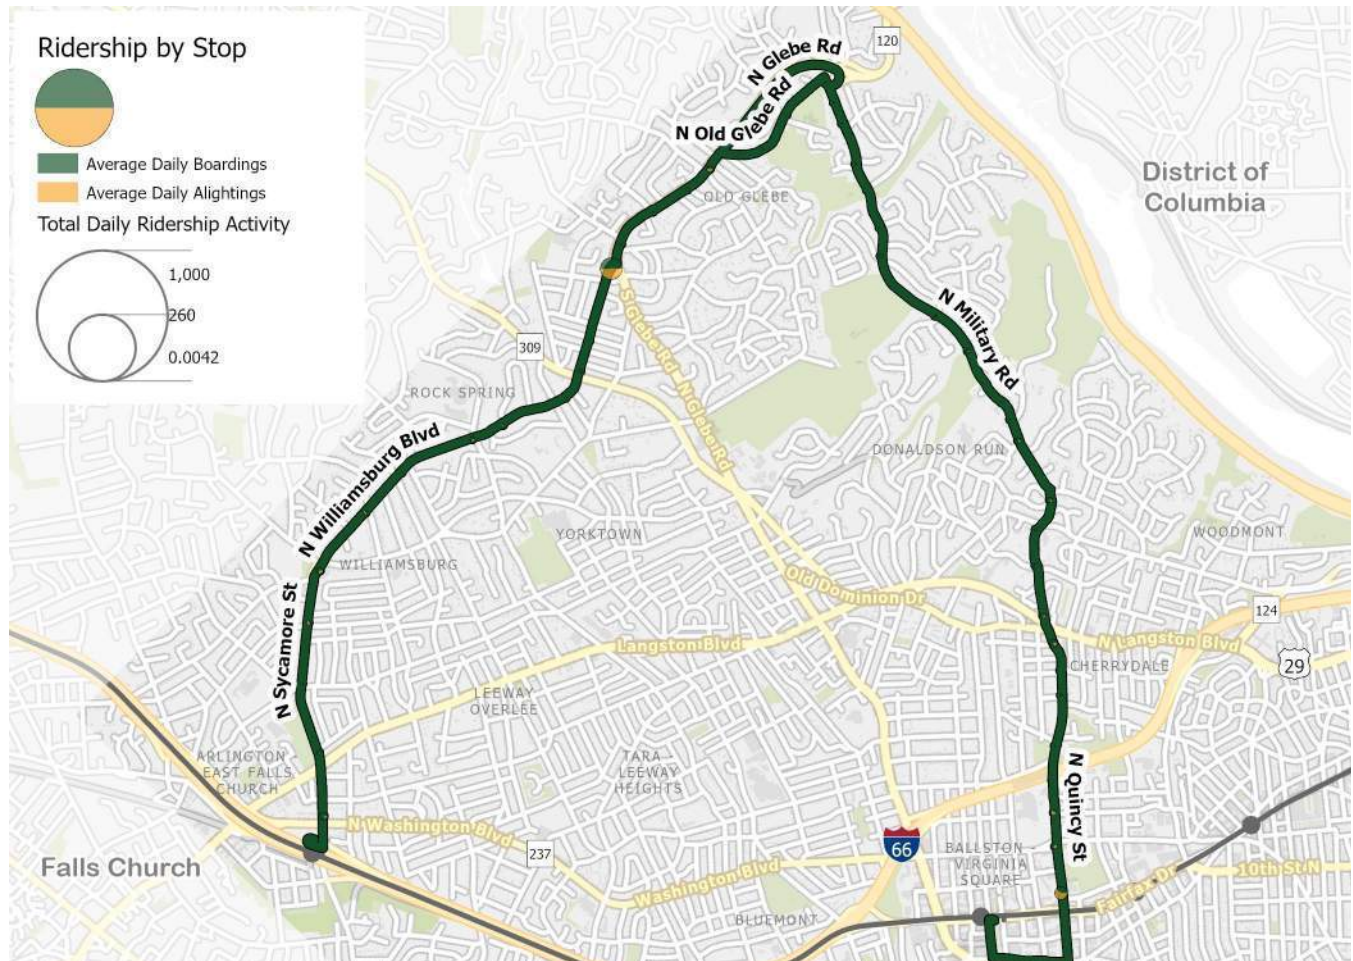 Ridership by Stop
Average Daily Boardings
Average Daily Alightings
Total Daily Ridership Activity
1,000
260
0.0042
N Glebe Rd
120
N Old Glebe Rd
District of
Columbia
OLD GLEBE
S Glebe Rd
N Glebe Rd
N Military Rd
309
ROCK SPRING
N Williamsburg Blvd
DONALDSON RUN
YORKTOWN
WOODMONT
WILLIAMSBURG
Old Dominion Dr
N Sycamore St
124
Langston Blvd
N Langston Blvd
29
CHERRYDALE
LEEWAY
OVERLEE
ARLINGTON -
EAST FALLS
CHURCH
TARA -
LEEWAY
HEIGHTS
N Quincy St
N Washington Blvd
237
66
BALLSTON -
VIRGINIA
SQUARE
Falls Church
Washington Blvd
Fairfax Dr
10th St N
BLUEMONT